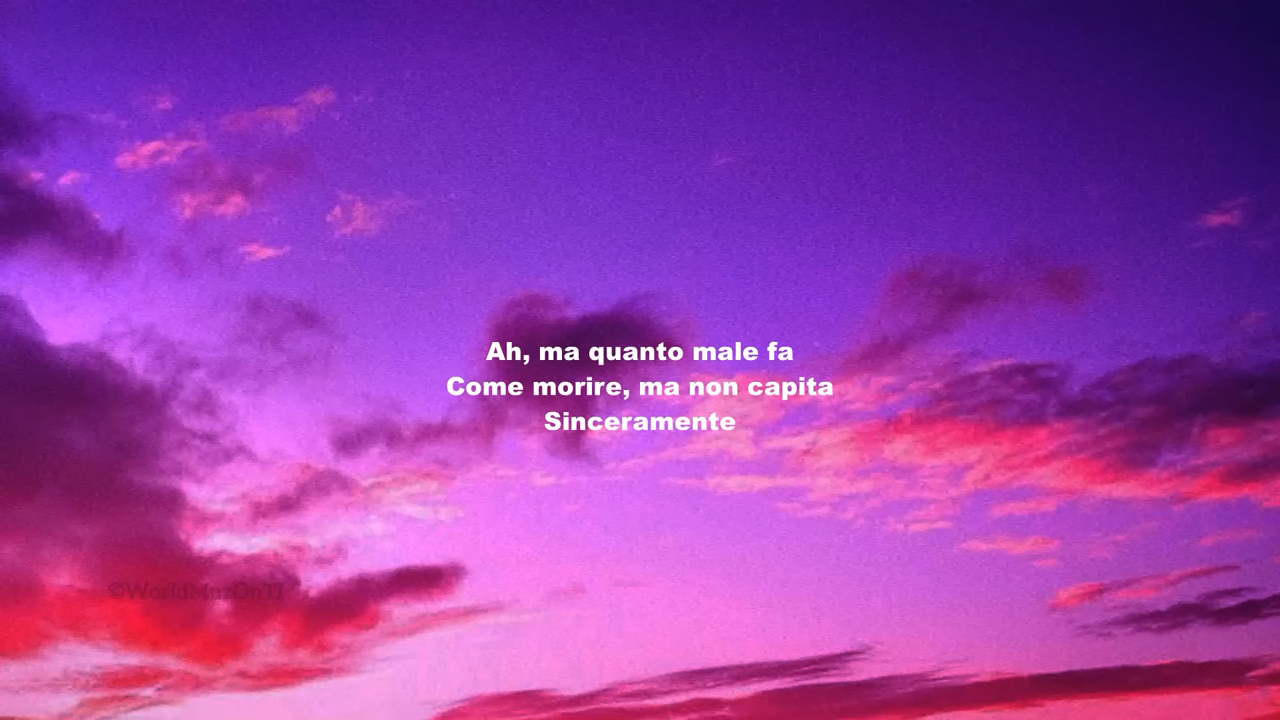 Ah, ma quanto male fa
Come morire, ma non capita
Sinceramente